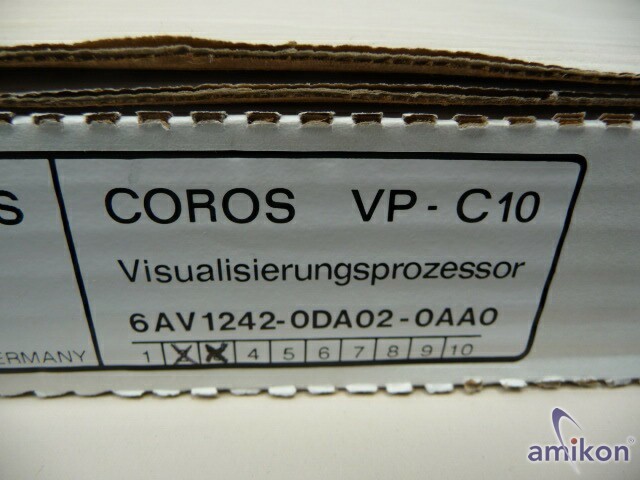 S
COROS VP - C10
Visualisierungsprozessor
6AV1242-0DA02-0AA0
ERMANY
1 4 5 6 7 8 9 10
amikon®